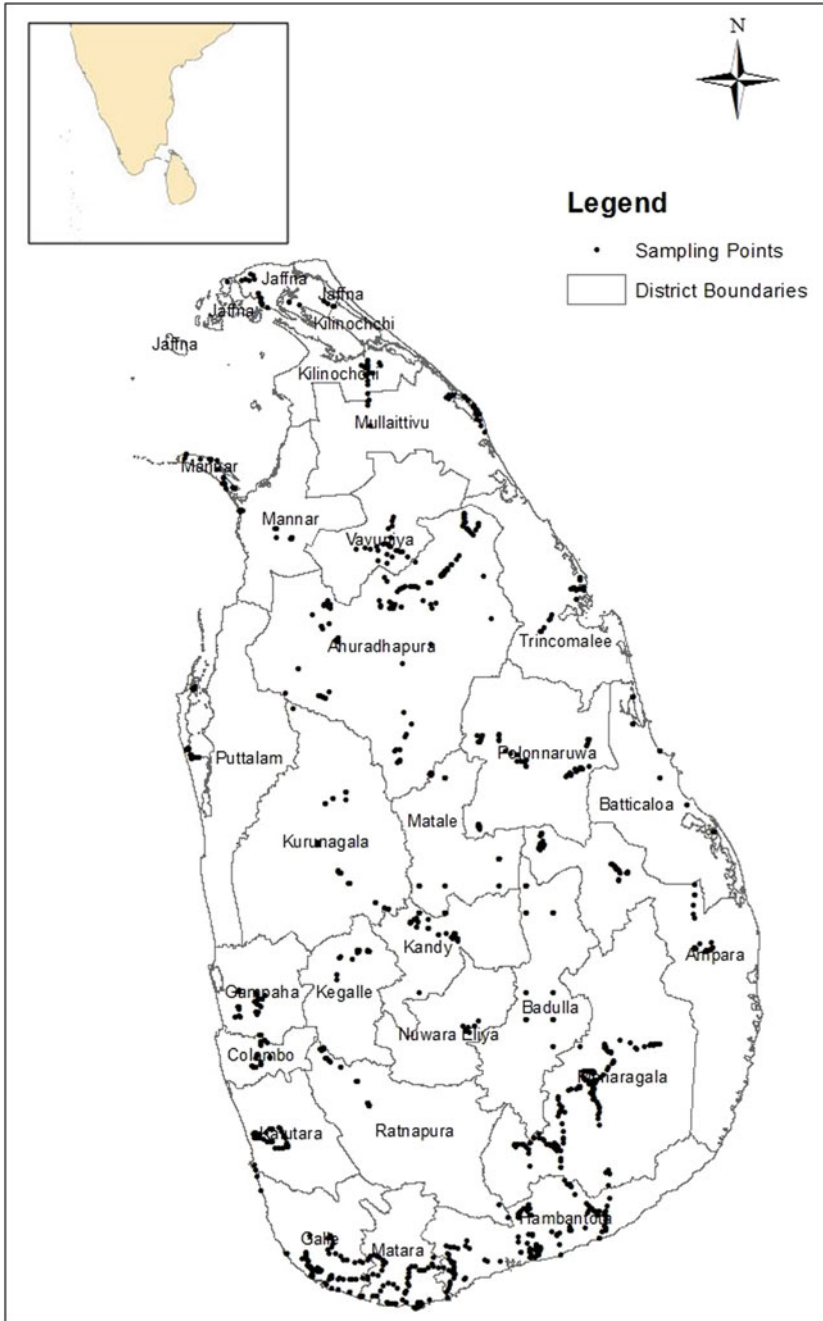 N
Legend
Sampling Points
District Boundaries
Jaffna
Jaffna
Jaffna
Kilinochchi
Jaffna
Kilinochchi
Mullaittivu
Mannar
Mannar
Vavuniya
Anuradhapura
Trincomalee
Puttalam
Polonnaruwa
Batticaloa
Matale
Kurunagala
Kandy
Ampara
Gampaha
Kegalle
Badulla
Nuwara Eliya
Colombo
Monaragala
Kalutara
Ratnapura
Hambantota
Galle
Matara